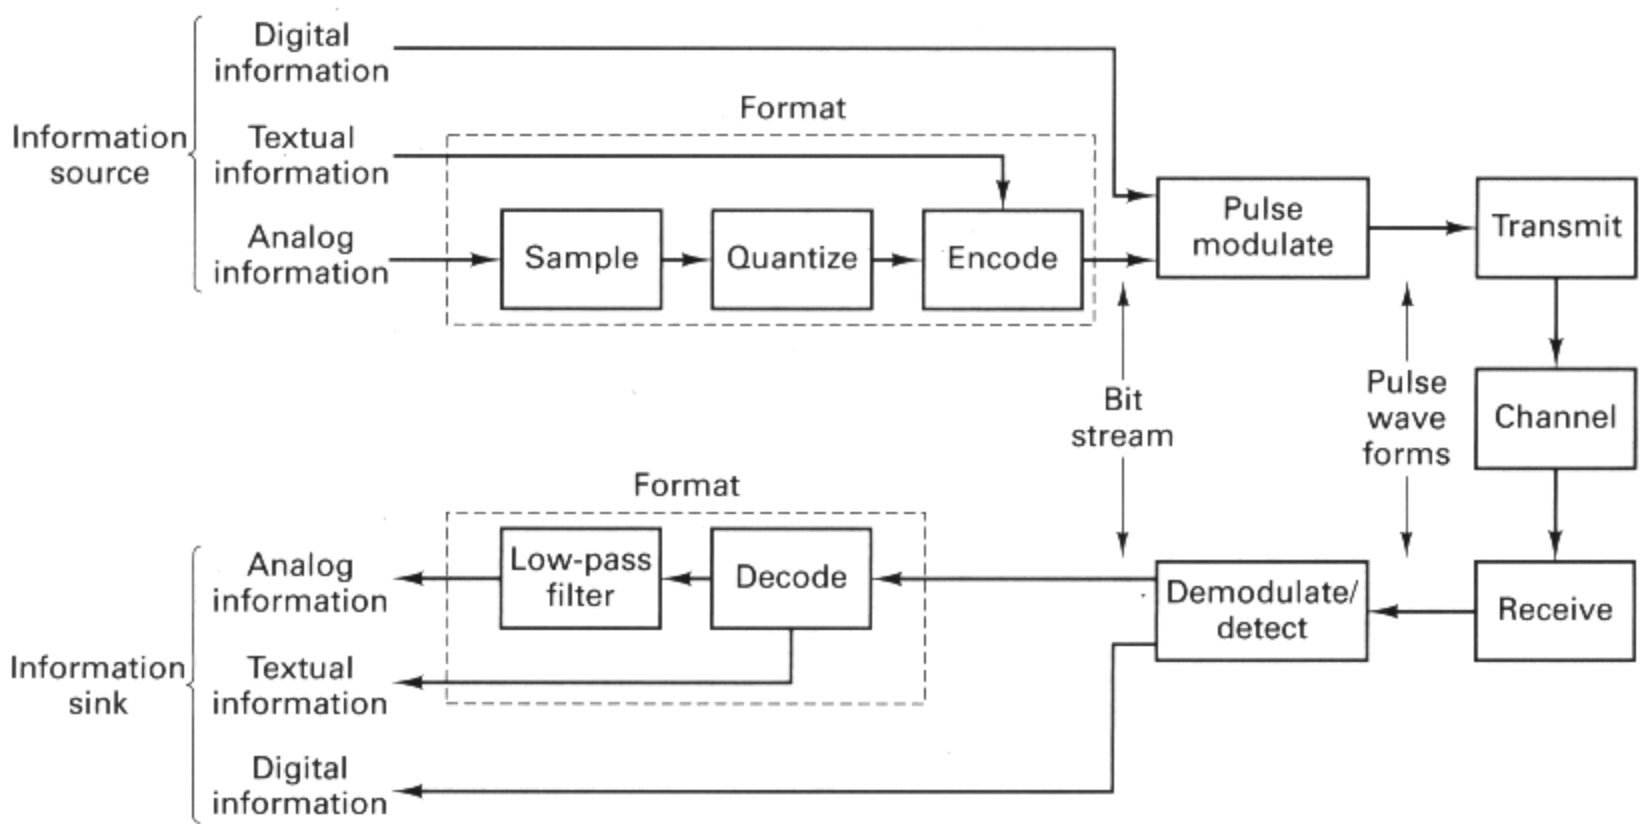 Digital
information
Format
Information
source
Textual
information
Analog
information
Sample
Quantize
Encode
Pulse
modulate
Transmit
Bit
stream
Pulse
wave
forms
Channel
Format
Analog
information
Low-pass
filter
Decode
Demodulate/
detect
Receive
Information
sink
Textual
information
Digital
information